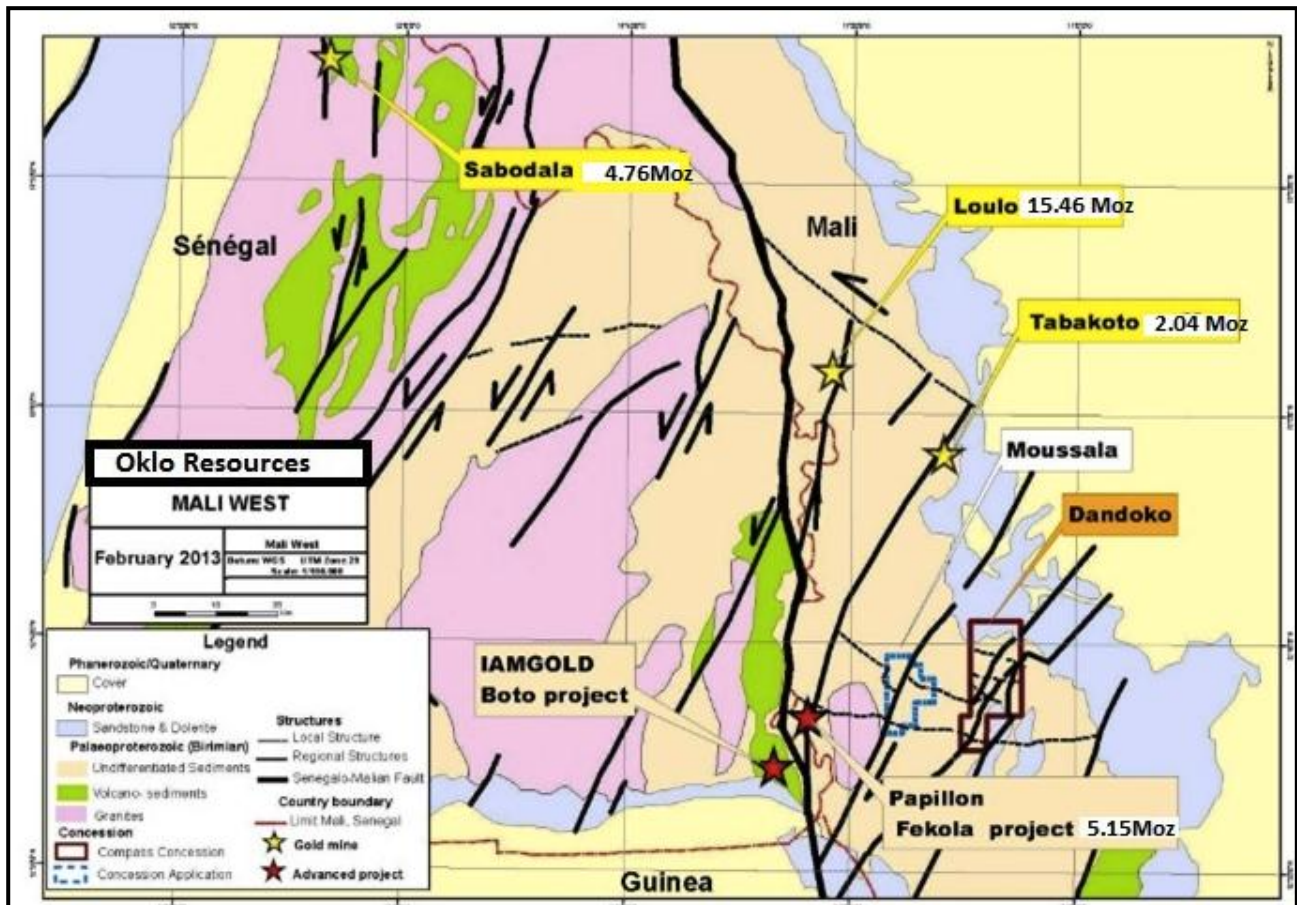 Sabodala 4.76Moz
Loulo 15.46 Moz
Mali
Sénégal
Tabakoto 2.04 Moz
Moussala
Dandoko
Oklo Resources
MALI WEST
February 2013
Mali West
IAMGOLD
Boto project
Papillon
Fekola project 5.15Moz
Guinea
Legend
Phanerozoic/Quaternary
Cover
Neoproterozoic
Sandstone & Dolerite
Palaeoproterozoic (Birimian)
Undifferentiated Sediments
Volcano- sediments
Granites
Concession
Compass Concession
Concession Application
Structures
Local Structure
Regional Structures
Senegalo-Malian Fault
Country boundary
Limit Mali, Senegal
Gold mine
Advanced project